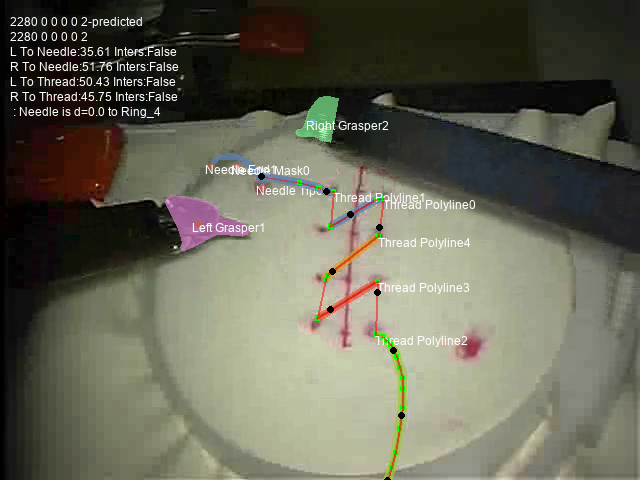 2280 0 0 0 0 2-predicted
2280 0 0 0 0 2
L To Needle:35.61 Inters:False
R To Needle:51.76 Inters:False
L To Thread:50.43 Inters:False
R To Thread:45.75 Inters:False
: Needle is d=0.0 to Ring_4
Right Grasper2
Mask0
Needle
Thread Polyline1
Thread Polyline0
Left Grasper1
Thread Polyline4
Thread Polyline3
Thread Polyline2